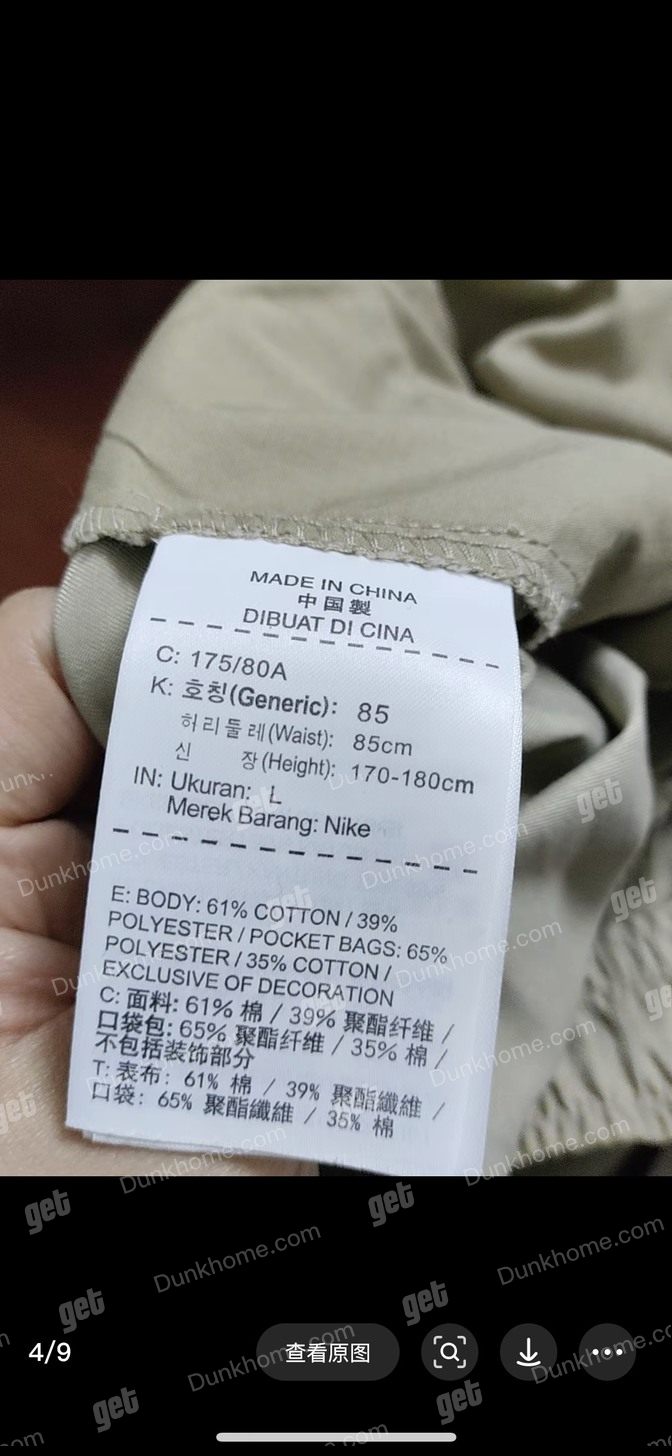 MADE IN CHINA
中国製
DIBUAT DI CINA
C: 175/80A
K: 호칭(Generic): 85
허리둘레(Waist): 85cm
신 장(Height): 170-180cm
IN: Ukuran: L
Merek Barang: Nike
E: BODY: 61% COTTON / 39%
POLYESTER / POCKET BAGS: 65%
POLYESTER / 35% COTTON /
EXCLUSIVE OF DECORATION
C: 面料: 61% 棉 / 39% 聚酯纤维 /
口袋包: 65% 聚酯纤维 / 35% 棉 /
不包括装饰部分
T: 表布: 61% 棉 / 39% 聚酯纖維 /
口袋: 65% 聚酯纖維 / 35% 棉
get
Dunkhome.com
4/9
查看原图